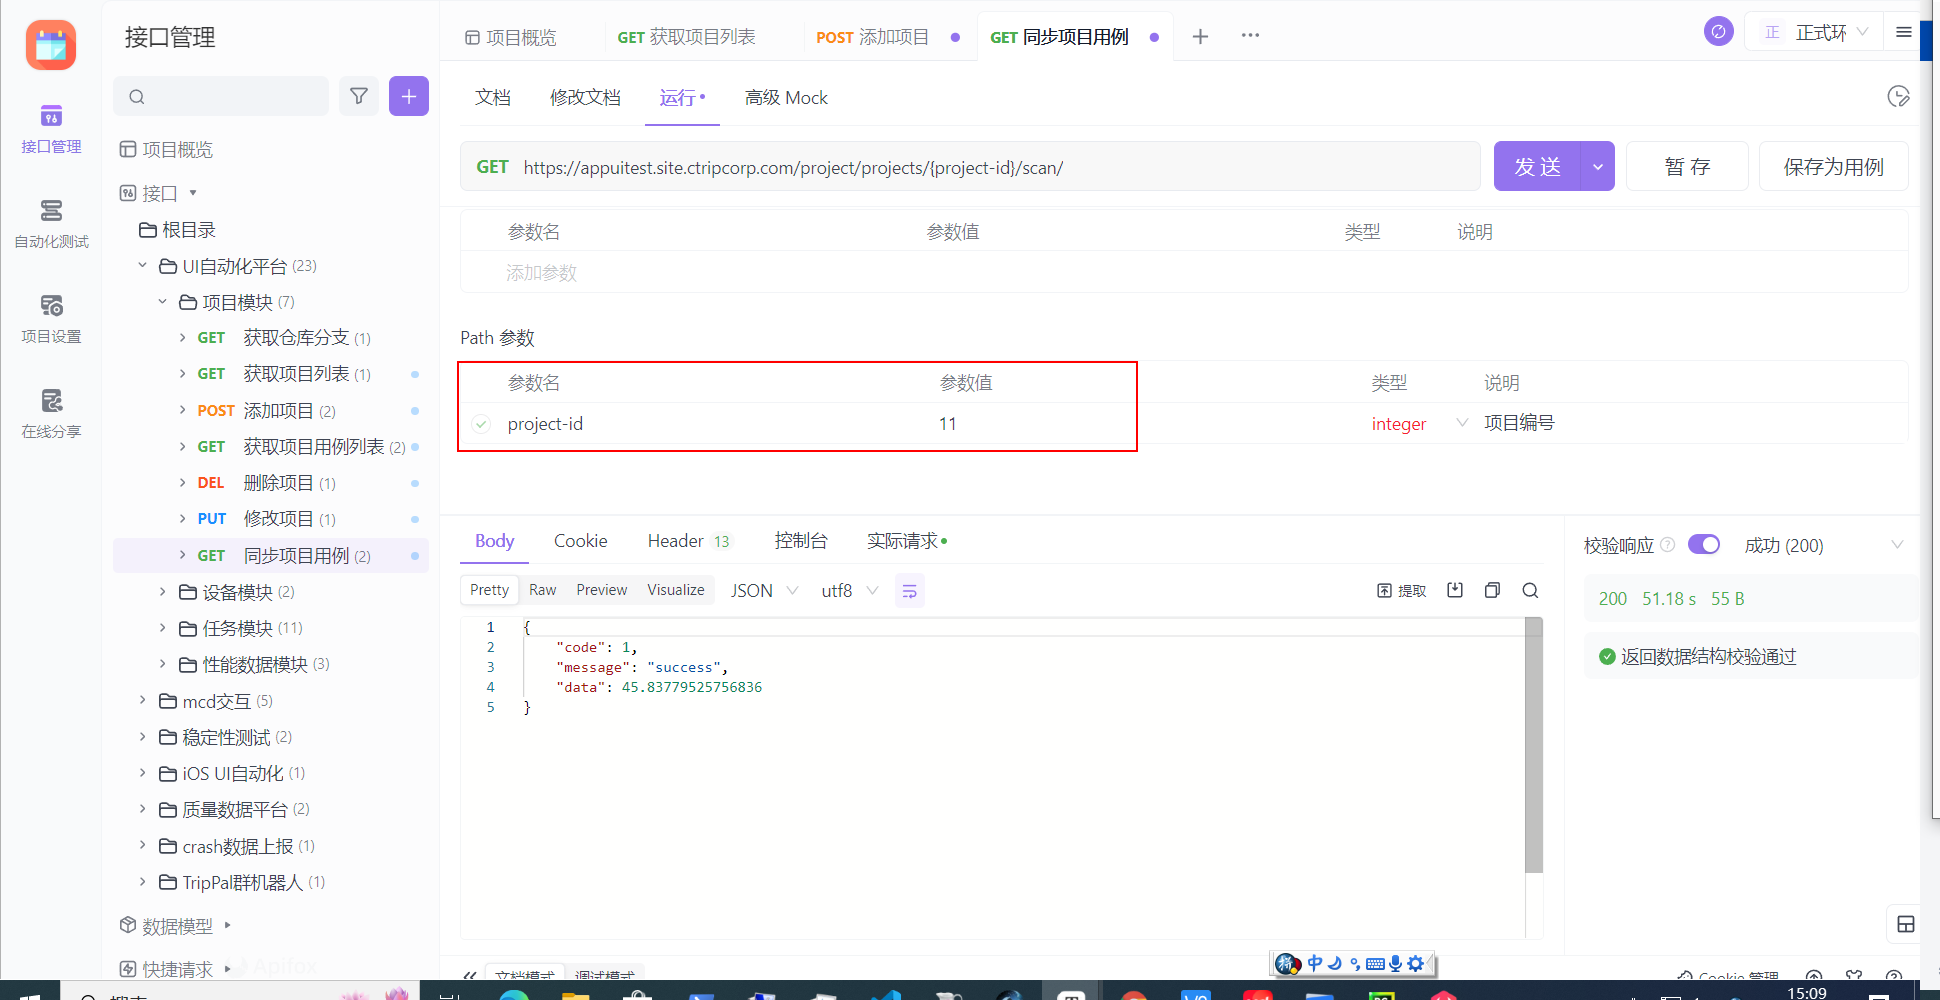 接口管理
自动化测试
项目设置
在线分享
接口管理
项目概览
接口
根目录
UI自动化平台 (23)
项目模块 (7)
GET 获取仓库分支 (1)
GET 获取项目列表 (1)
POST 添加项目 (2)
GET 获取项目用例列表 (2)
DEL 删除项目 (1)
PUT 修改项目 (1)
GET 同步项目用例 (2)
设备模块 (2)
任务模块 (11)
性能数据模块 (3)
mcd交互 (5)
稳定性测试 (2)
iOS UI自动化 (1)
质量数据平台 (2)
crash数据上报 (1)
TripPal群机器人 (1)
数据模型
快捷请求
Apifox
项目概览
GET 获取项目列表
POST 添加项目
GET 同步项目用例
正 正式环
文档 修改文档 运行 高级 Mock
GET https://appuitest.site.ctripcorp.com/project/projects/{project-id}/scan/
发 送
暂 存
保存为用例
参数名 参数值 类型 说明
添加参数
Path 参数
参数名 参数值 类型 说明
project-id 11 integer 项目编号
Body Cookie Header 13 控制台 实际请求
Pretty Raw Preview Visualize JSON utf8 提取
1 {
2 "code": 1,
3 "message": "success",
4 "data": 45.83779525756836
5 }
校验响应 成功 (200)
200 51.18 s 55 B
返回数据结构校验通过
文档模式 调试模式
中
Cookie 管理
搜索
15:09